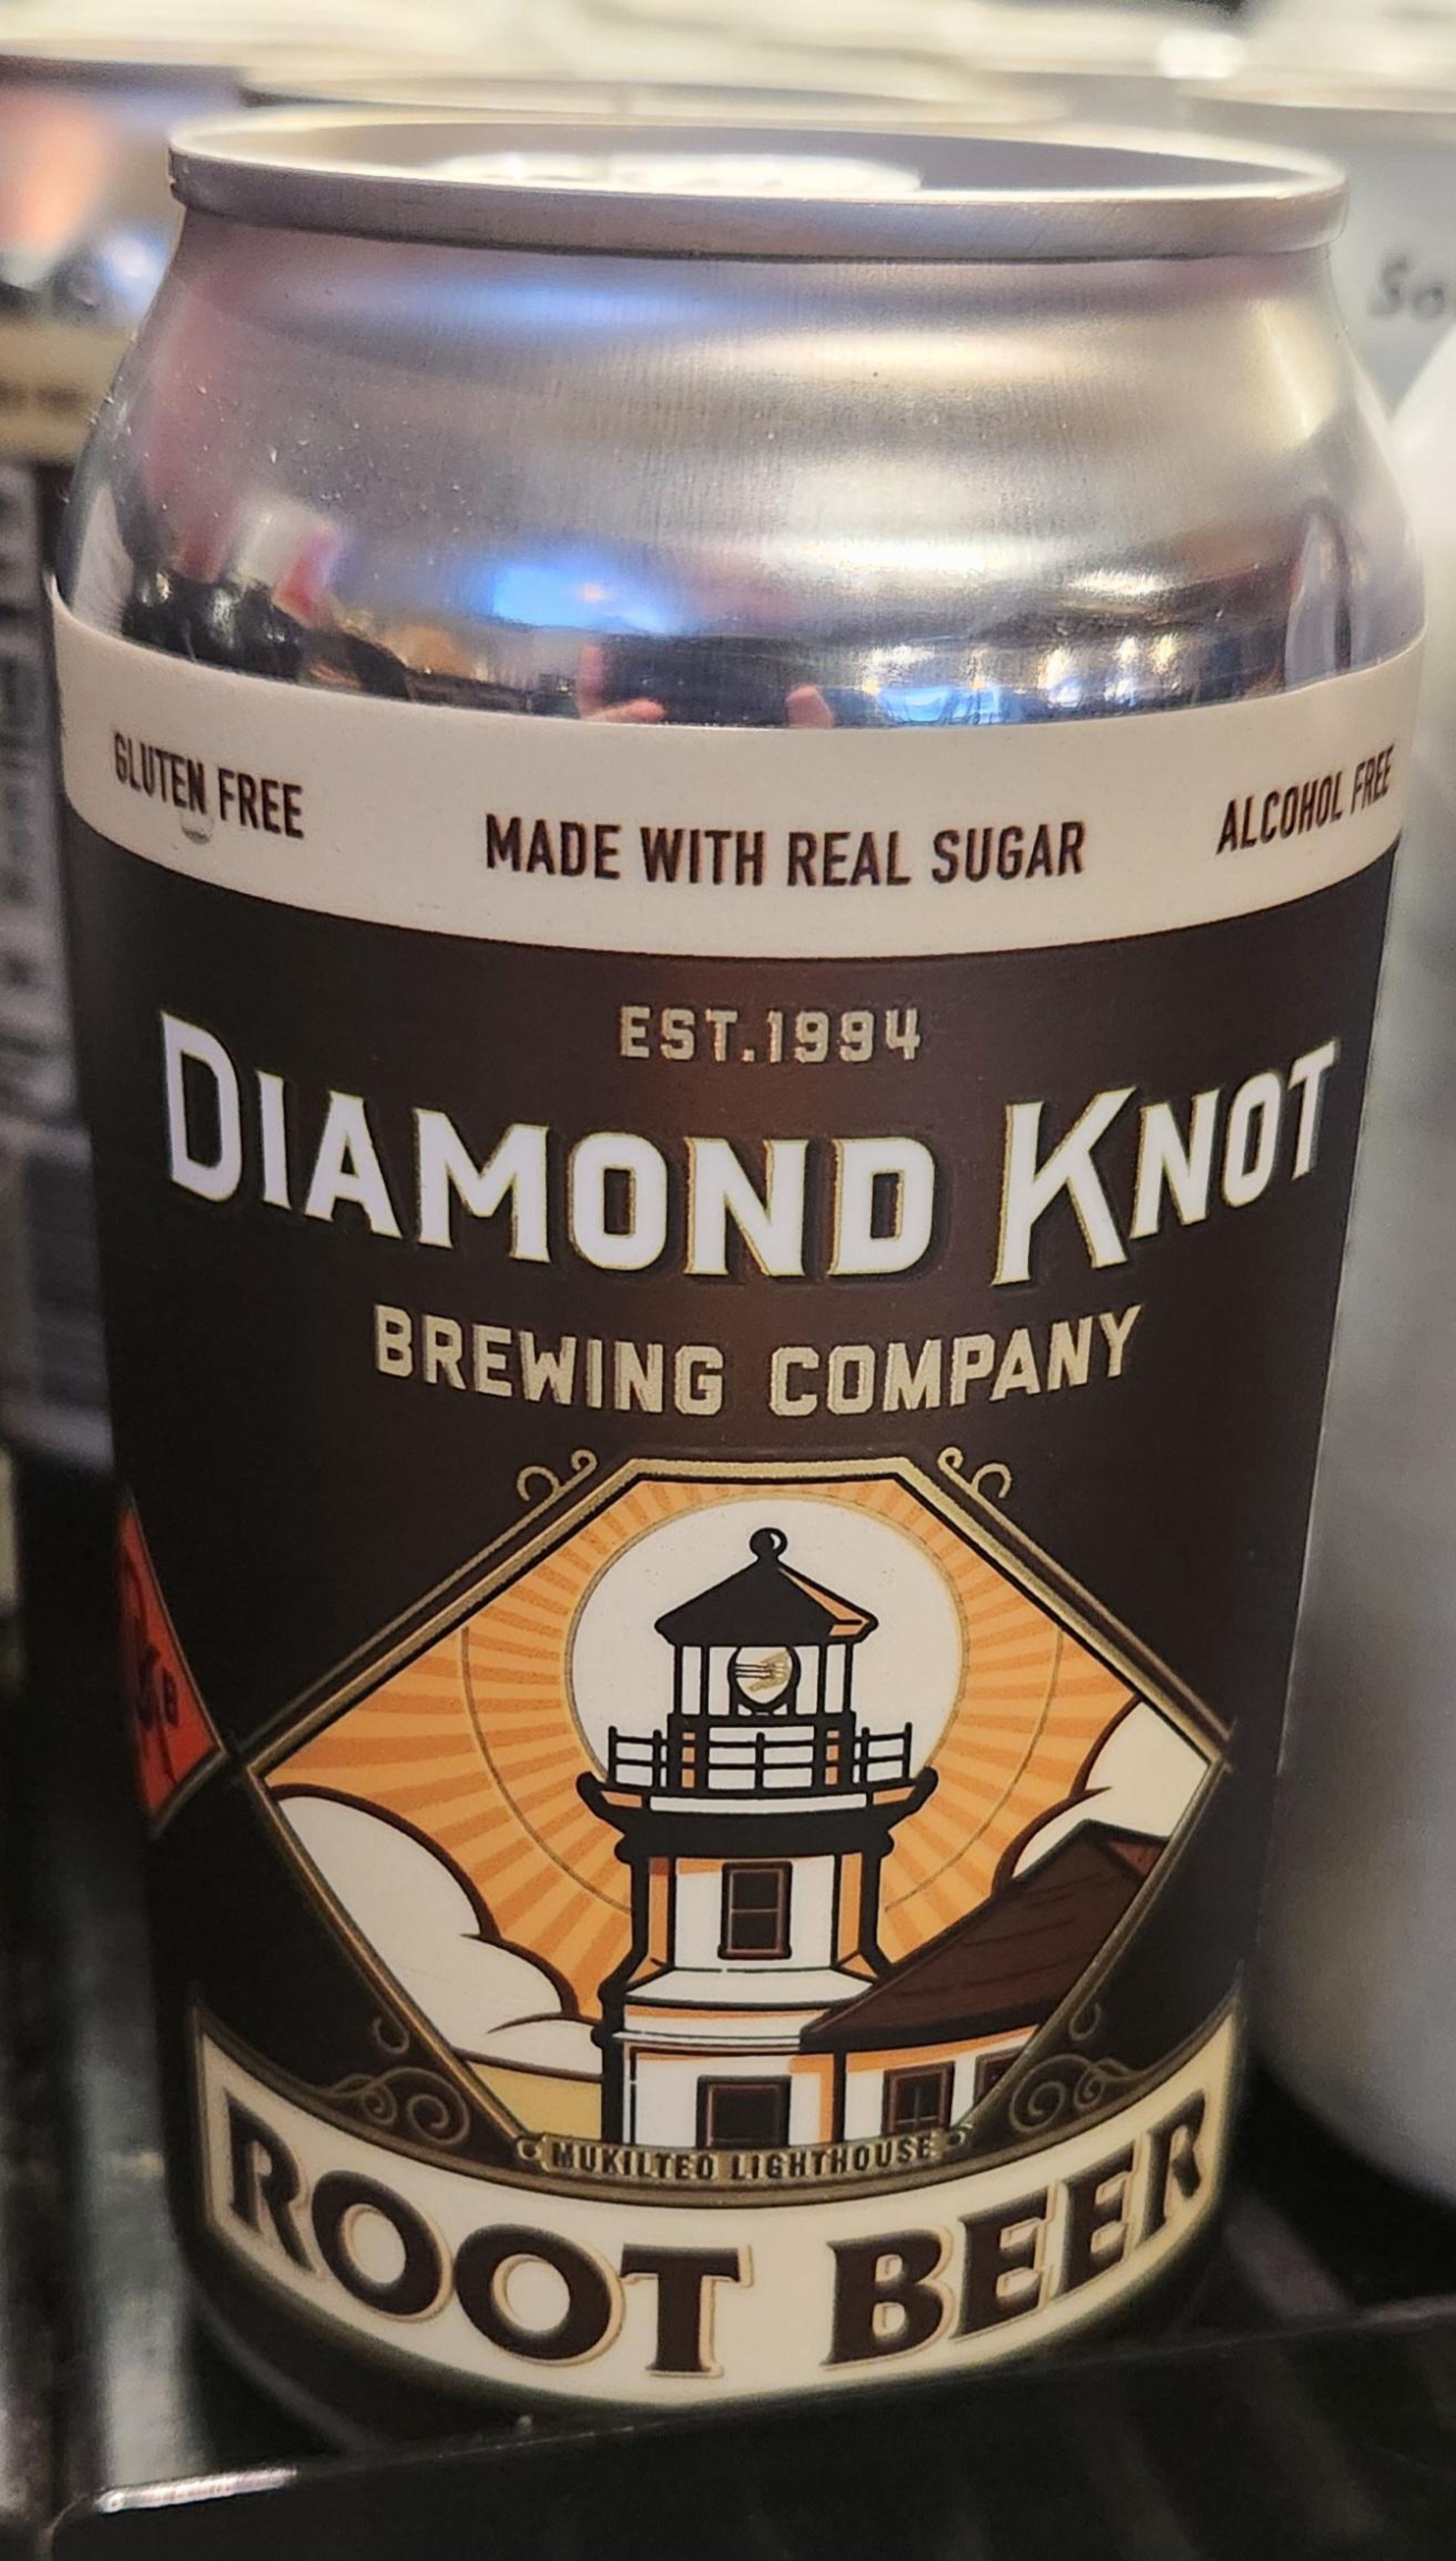 GLUTEN FREE
MADE WITH REAL SUGAR
ALCOHOL FREE
EST.1994
DIAMOND KNOT
BREWING COMPANY
MUKILTEO LIGHTHOUSE
ROOT BEER